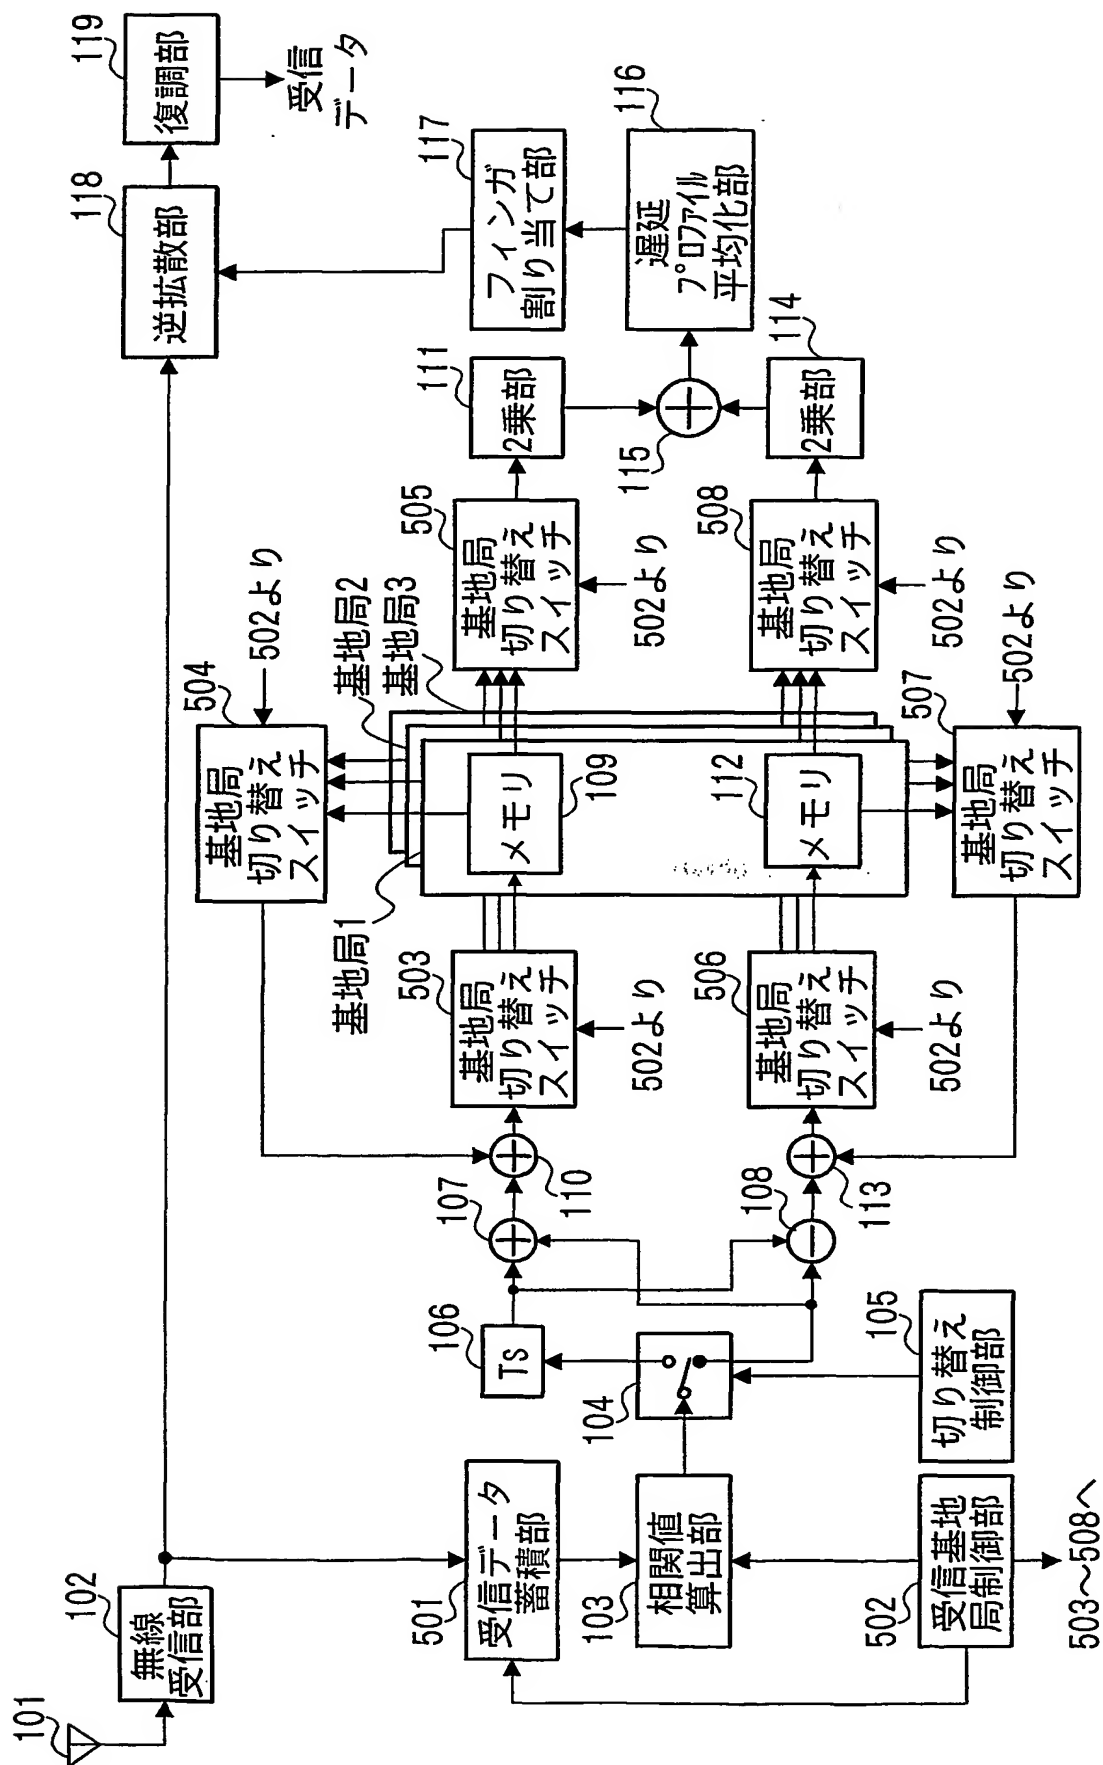 101
102
無線
受信部
118
逆拡散部
119
復調部
受信
データ
501
受信データ
蓄積部
103
相関値
算出部
502
受信基地
局制御部
503~508へ
104
105
切り替え
制御部
106
Ts
107
108
110
113
503
基地局
切り替え
スイッチ
502より
506
基地局
切り替え
スイッチ
502より
504
基地局
切り替え
スイッチ
502より
基地局1
基地局2
基地局3
メモリ
109
メモリ
112
507
基地局
切り替え
スイッチ
502より
505
基地局
切り替え
スイッチ
502より
508
基地局
切り替え
スイッチ
502より
111
2乗部
114
2乗部
115
116
遅延
プロファイル
平均化部
117
フィンガ
割り当て部